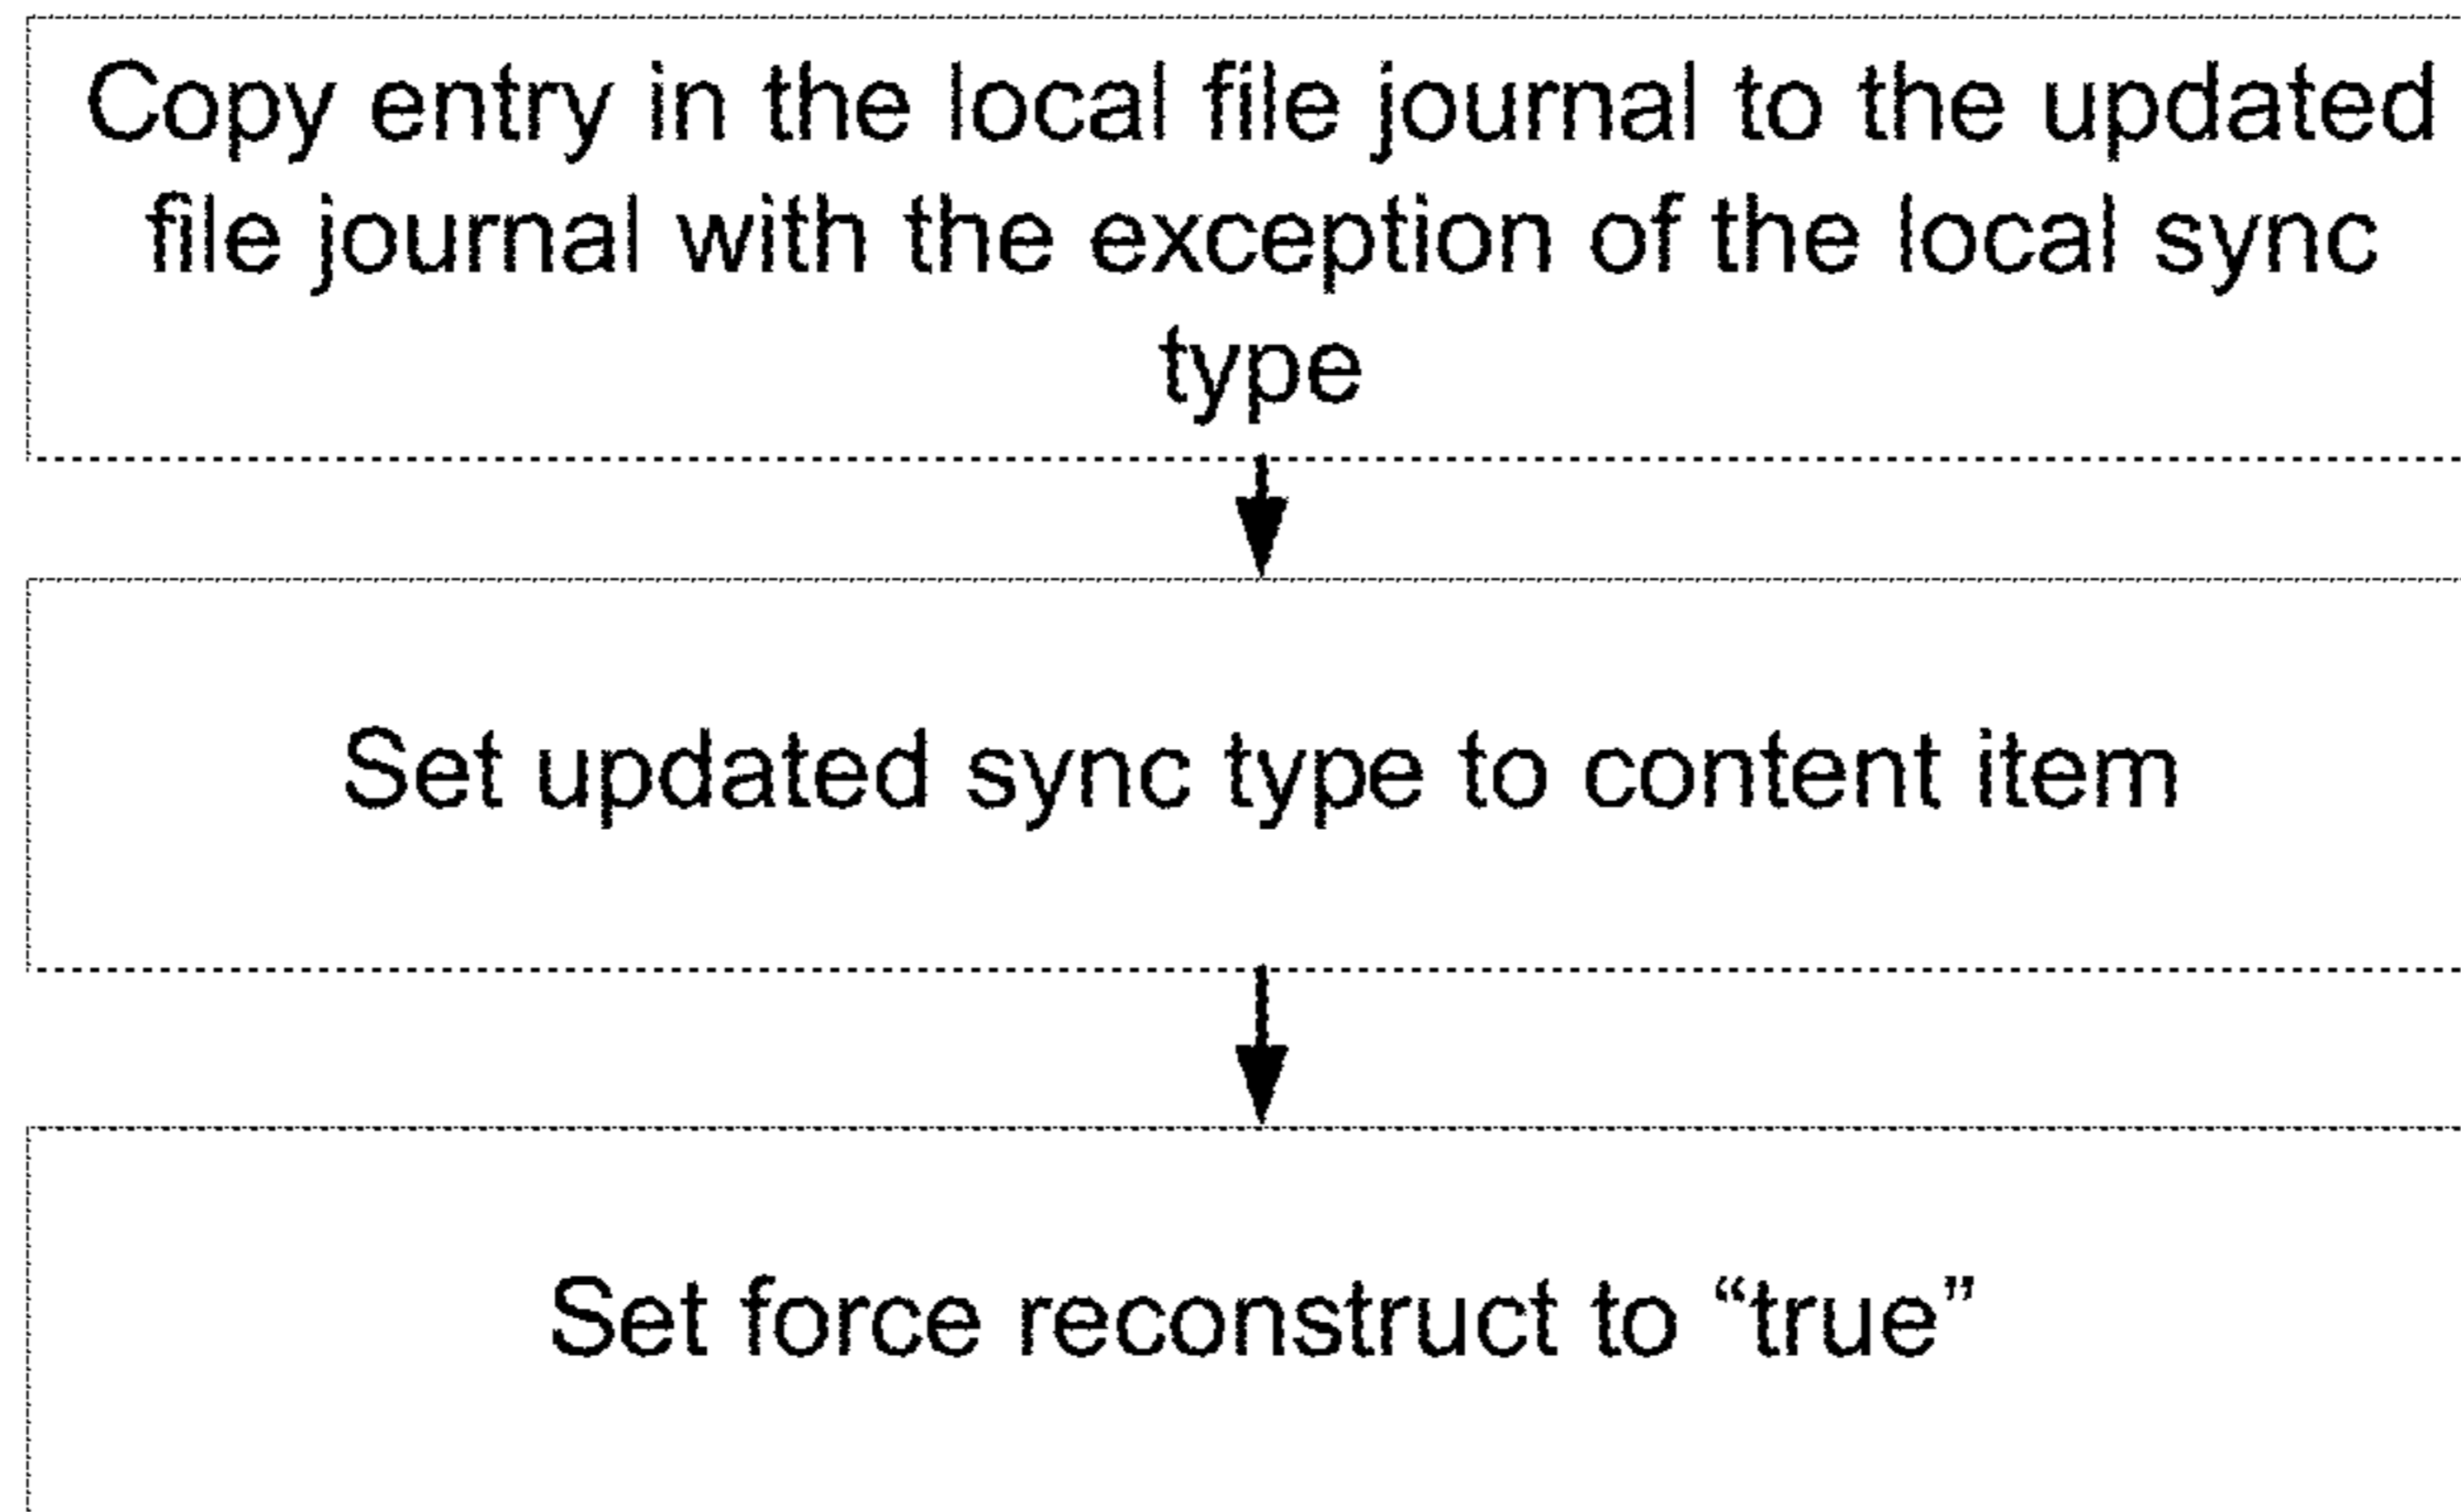 Copy entry in the local file journal to the updated
file journal with the exception of the local sync
type
Set updated sync type to content item
Set force reconstruct to “true”